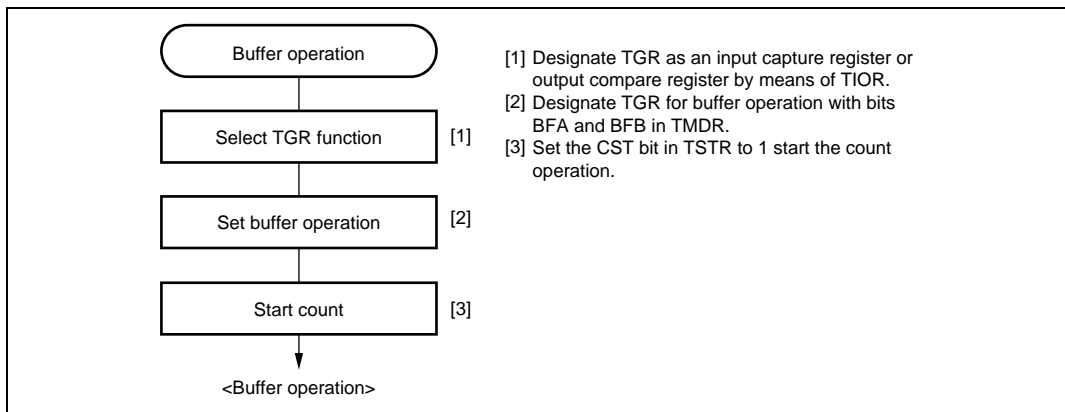 Buffer operation
Select TGR function
[1]
Set buffer operation
[2]
Start count
[3]
<Buffer operation>
[1] Designate TGR as an input capture register or
output compare register by means of TIOR.
[2] Designate TGR for buffer operation with bits
BFA and BFB in TMDR.
[3] Set the CST bit in TSTR to 1 start the count
operation.